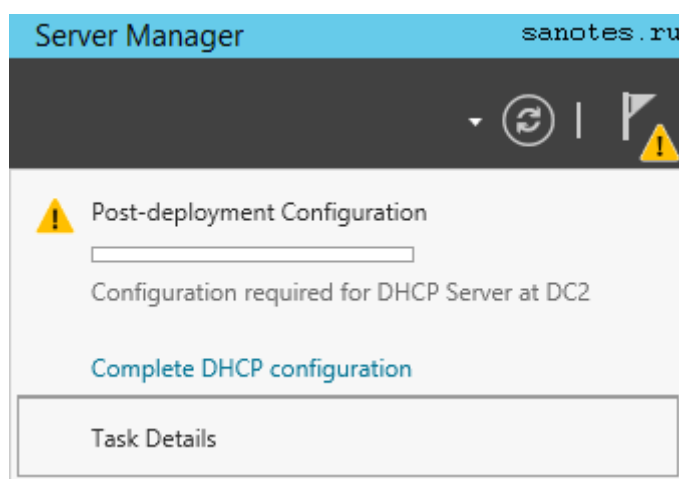 Server Manager sanotes.ru
Post-deployment Configuration
Configuration required for DHCP Server at DC2
Complete DHCP configuration
Task Details